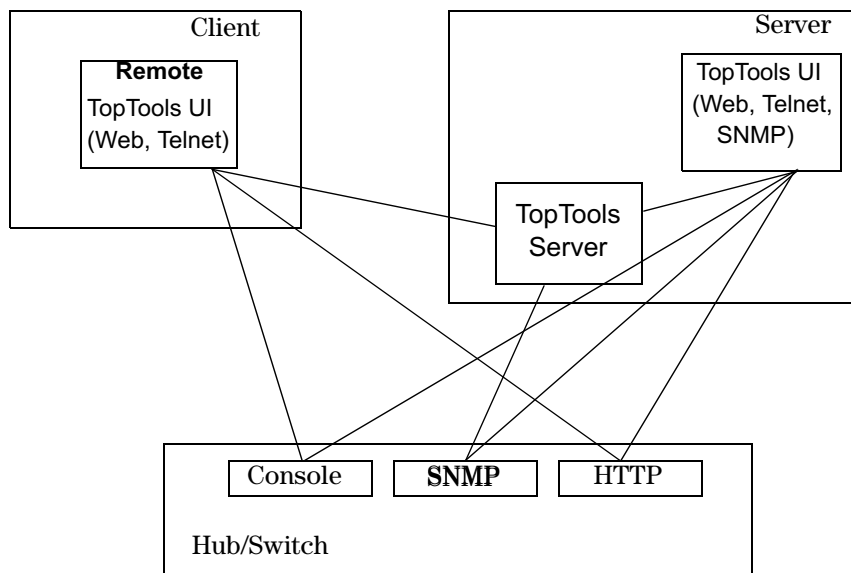 Client
Remote
TopTools UI
(Web, Telnet)
Server
TopTools UI
(Web, Telnet,
SNMP)
TopTools
Server
Console
SNMP
HTTP
Hub/Switch